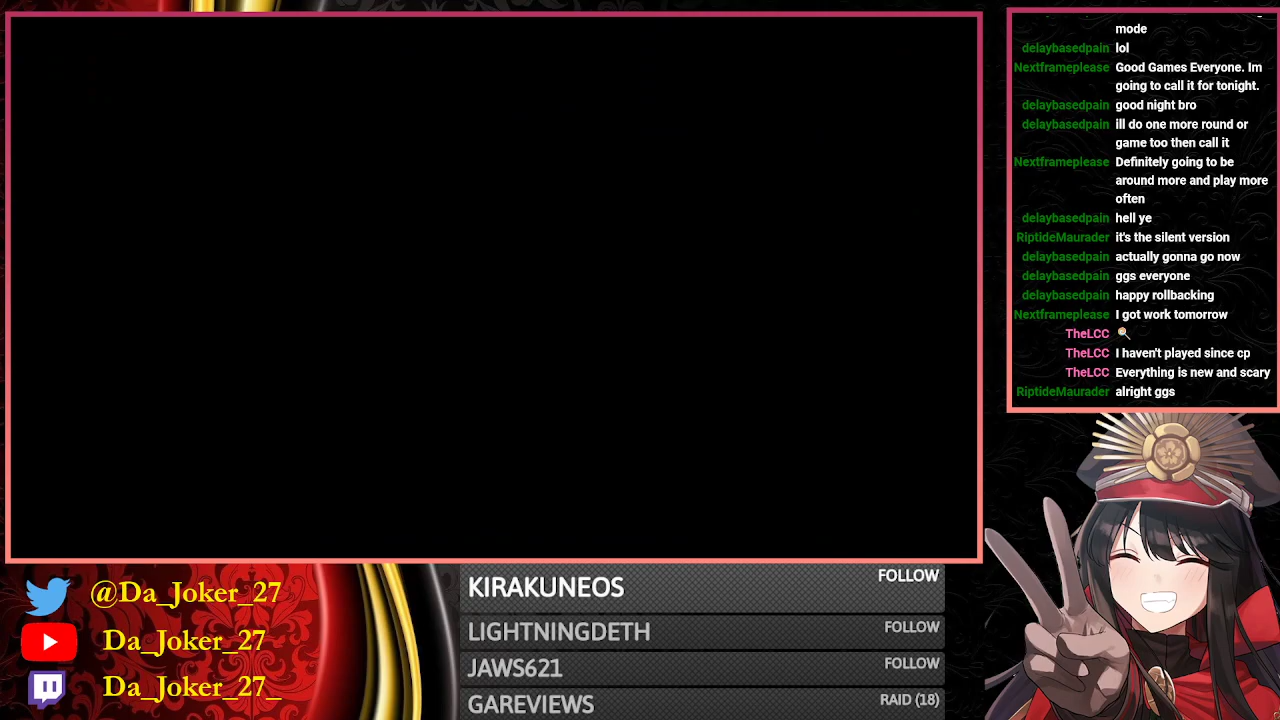 mode
delaybasedpain lol
Nextframeplease Good Games Everyone. Im
going to call it for tonight.
delaybasedpain good night bro
delaybasedpain ill do one more round or
game too then call it
Nextframeplease Definitely going to be
around more and play more
often
delaybasedpain hell ye
RiptideMaurader it's the silent version
delaybasedpain actually gonna go now
delaybasedpain ggs everyone
delaybasedpain happy rollbacking
Nextframeplease I got work tomorrow
TheLCC
TheLCC I haven't played since cp
TheLCC Everything is new and scary
RiptideMaurader alright ggs
@Da_Joker_27
Da_Joker_27
Da_Joker_27_
KIRAKUNEOS FOLLOW
LIGHTNINGDETH FOLLOW
JAWS621 FOLLOW
GAREVIEWS RAID (18)